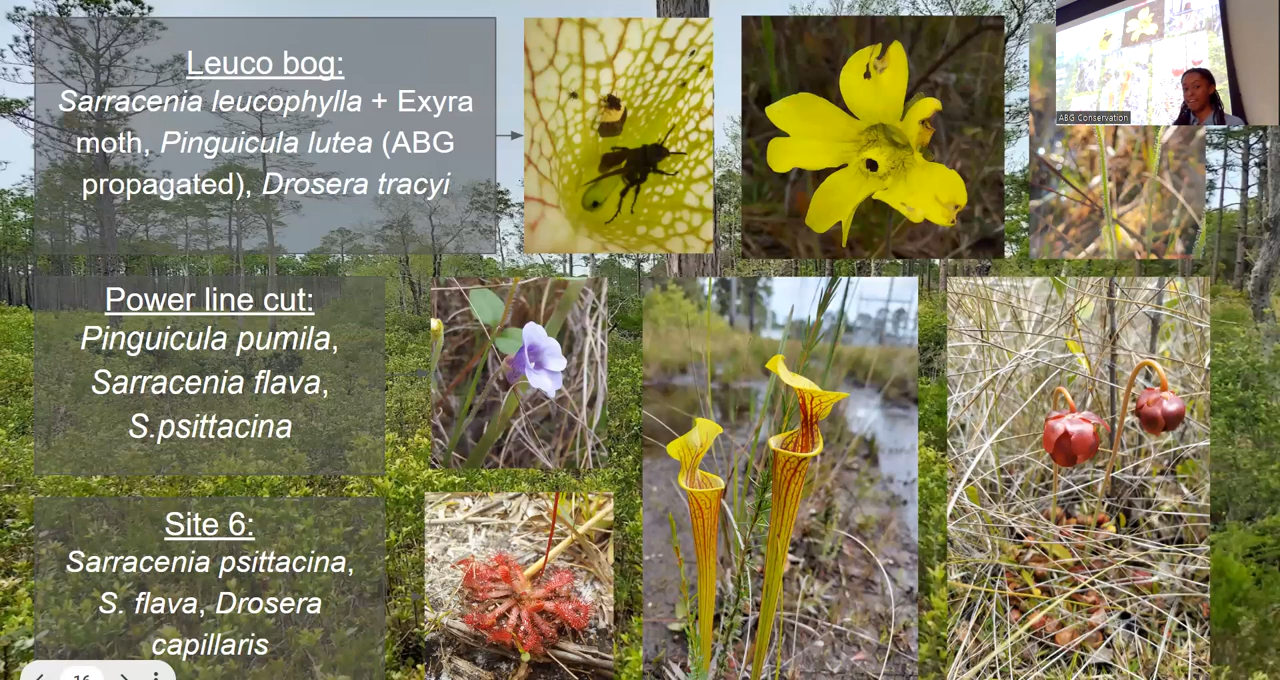 Leuco bog:
Sarracenia leucophylla + Exyra
moth, Pinguicula lutea (ABG
propagated), Drosera tracyi
ABG Conservation
Power line cut:
Pinguicula pumila,
Sarracenia flava,
S.psittacina
Site 6:
Sarracenia psittacina,
S. flava, Drosera
capillaris
16